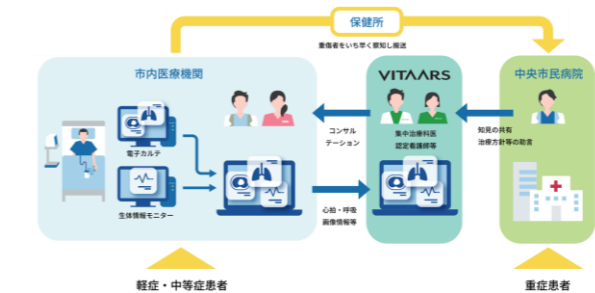 保健所
重傷者をいち早く察知し搬送
市内医療機関
VITAARS
中央市民病院
電子カルテ
生体情報モニター
コンサル
テーション
集中治療科医
認定看護師等
知見の共有
治療方針等の助言
心拍・呼吸
画像情報等
軽症・中等症患者
重症患者